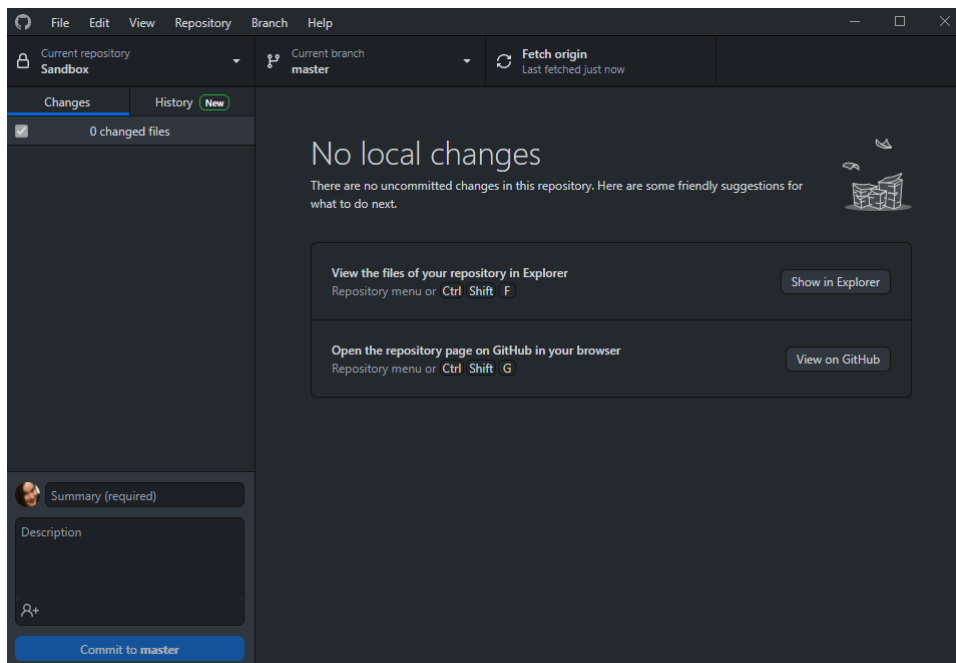 File Edit View Repository Branch Help
Current repository
Sandbox
Current branch
master
Fetch origin
Last fetched just now
Changes
History New
0 changed files
No local changes
There are no uncommitted changes in this repository. Here are some friendly suggestions for
what to do next.
View the files of your repository in Explorer
Repository menu or Ctrl Shift F
Show in Explorer
Open the repository page on GitHub in your browser
Repository menu or Ctrl Shift G
View on GitHub
Summary (required)
Description
Commit to master